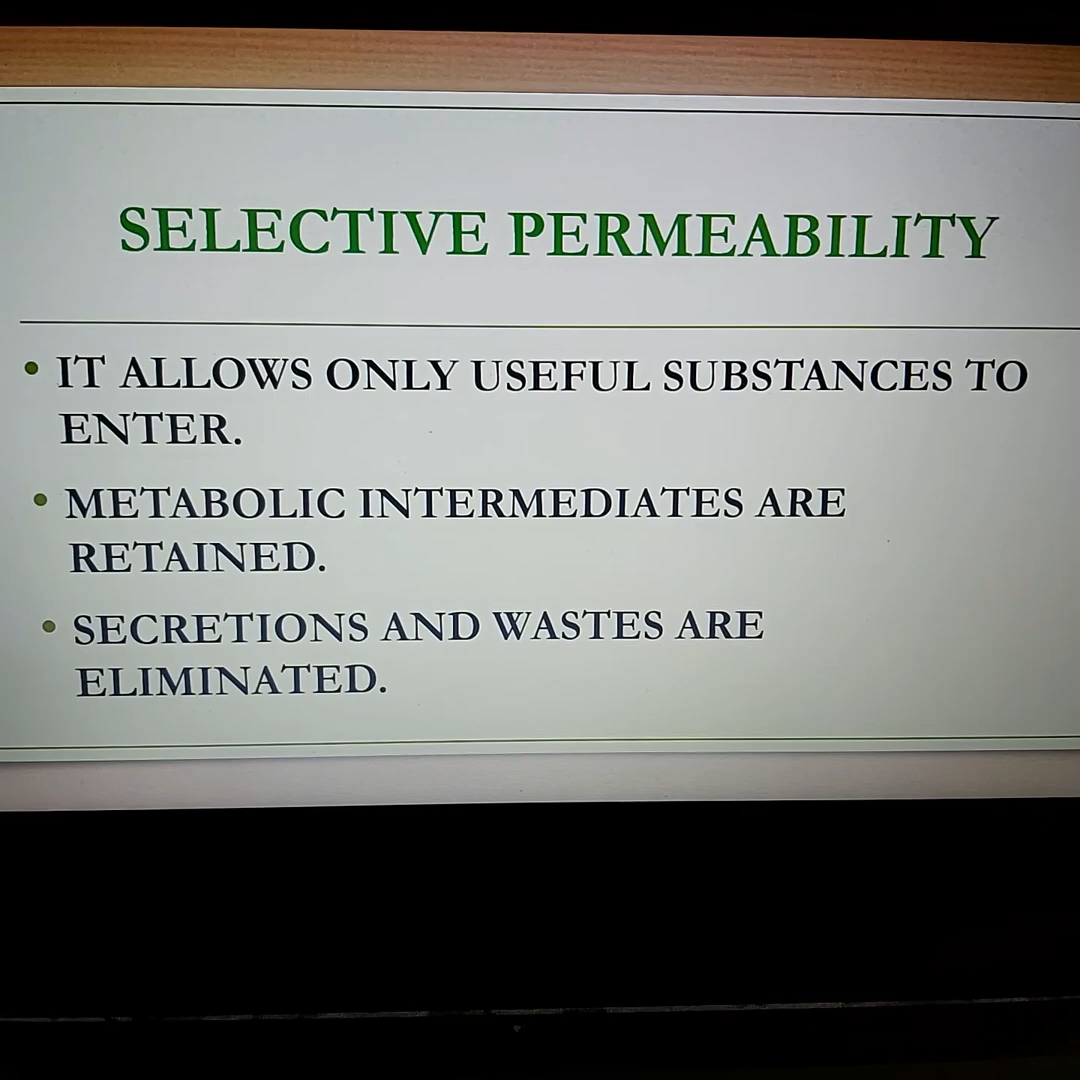 SELECTIVE PERMEABILITY
• IT ALLOWS ONLY USEFUL SUBSTANCES TO
ENTER.
• METABOLIC INTERMEDIATES ARE
RETAINED.
• SECRETIONS AND WASTES ARE
ELIMINATED.